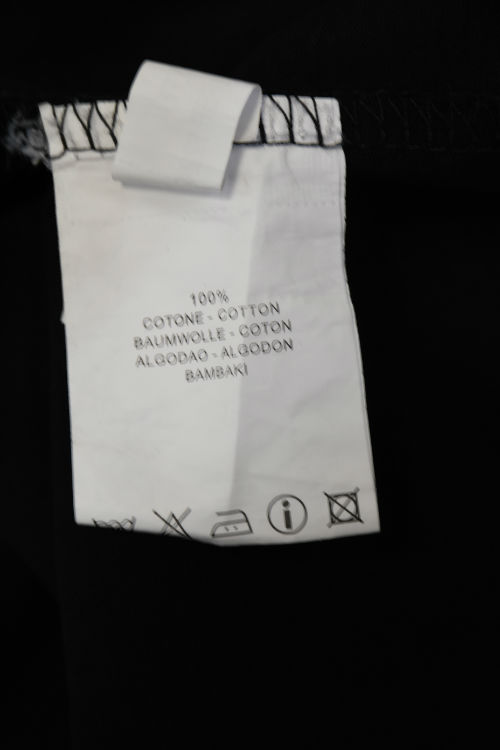 100%
COTONE - COTTON
BAUMWOLLE - COTON
ALGODAO - ALGODON
BAMBAKI